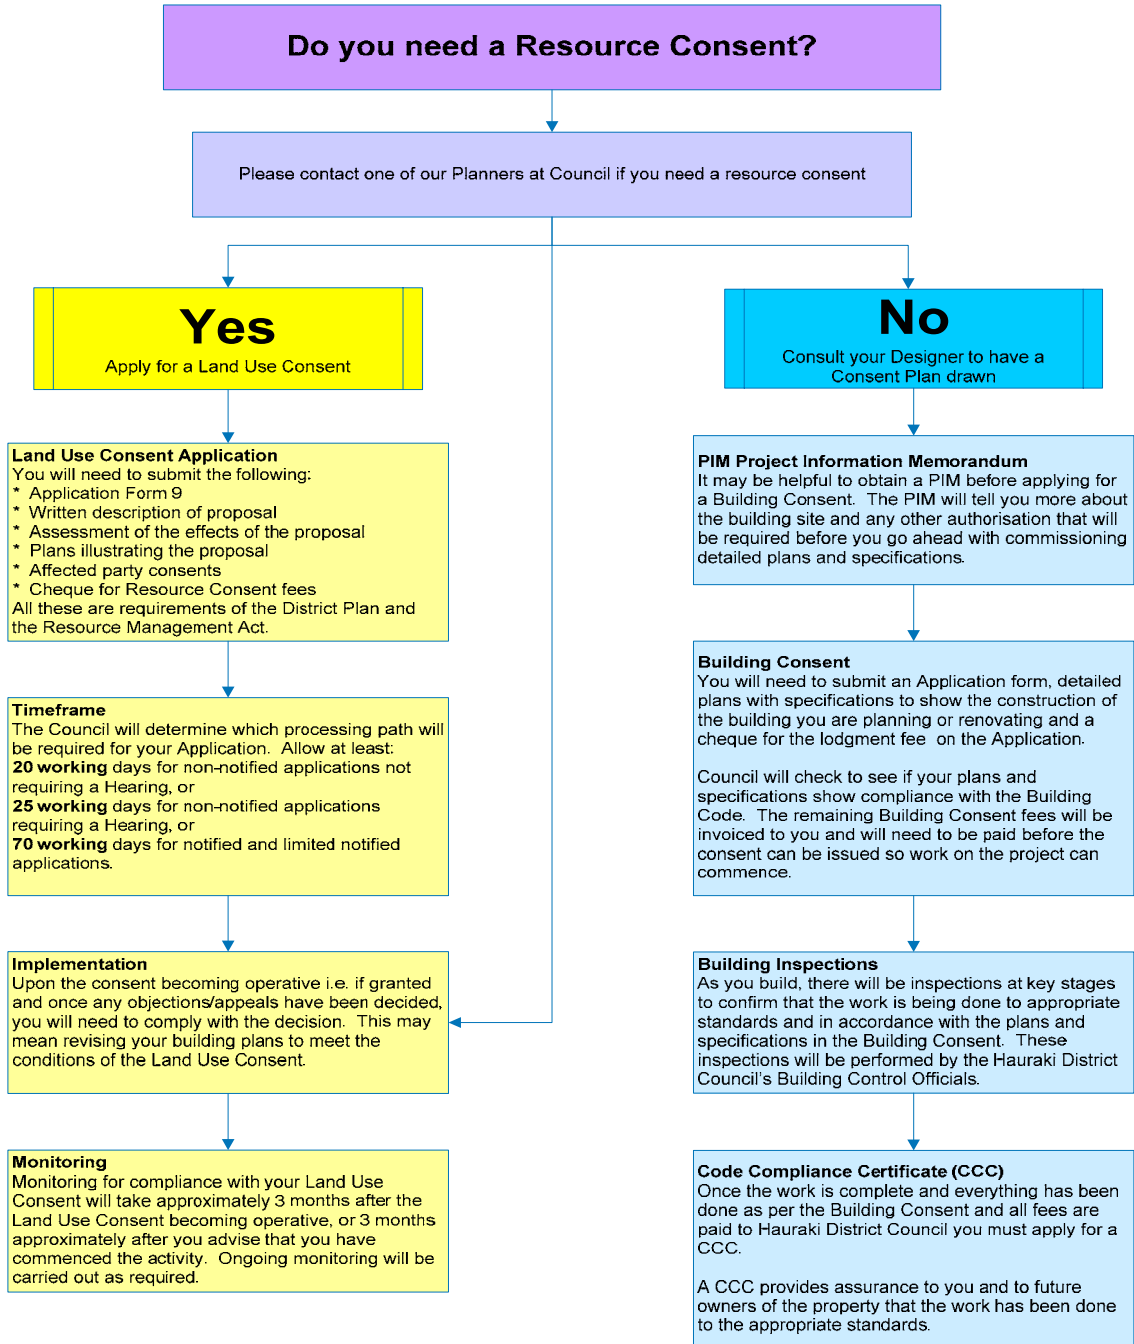 Do you need a Resource Consent?
Please contact one of our Planners at Council if you need a resource consent
Yes
Apply for a Land Use Consent
Land Use Consent Application
You will need to submit the following:
* Application Form 9
* Written description of proposal
* Assessment of the effects of the proposal
* Plans illustrating the proposal
* Affected party consents
* Cheque for Resource Consent fees
All these are requirements of the District Plan and
the Resource Management Act.
Timeframe
The Council will determine which processing path will
be required for your Application. Allow at least:
20 working days for non-notified applications not
requiring a Hearing, or
25 working days for non-notified applications
requiring a Hearing, or
70 working days for notified and limited notified
applications.
Implementation
Upon the consent becoming operative i.e. if granted
and once any objections/appeals have been decided,
you will need to comply with the decision. This may
mean revising your building plans to meet the
conditions of the Land Use Consent.
Monitoring
Monitoring for compliance with your Land Use
Consent will take approximately 3 months after the
Land Use Consent becoming operative, or 3 months
approximately after you advise that you have
commenced the activity. Ongoing monitoring will be
carried out as required.
No
Consult your Designer to have a
Consent Plan drawn
PIM Project Information Memorandum
It may be helpful to obtain a PIM before applying for
a Building Consent. The PIM will tell you more about
the building site and any other authorisation that will
be required before you go ahead with commissioning
detailed plans and specifications.
Building Consent
You will need to submit an Application form, detailed
plans with specifications to show the construction of
the building you are planning or renovating and a
cheque for the lodgment fee on the Application.
Council will check to see if your plans and
specifications show compliance with the Building
Code. The remaining Building Consent fees will be
invoiced to you and will need to be paid before the
consent can be issued so work on the project can
commence.
Building Inspections
As you build, there will be inspections at key stages
to confirm that the work is being done to appropriate
standards and in accordance with the plans and
specifications in the Building Consent. These
inspections will be performed by the Hauraki District
Council's Building Control Officials.
Code Compliance Certificate (CCC)
Once the work is complete and everything has been
done as per the Building Consent and all fees are
paid to Hauraki District Council you must apply for a
CCC.
A CCC provides assurance to you and to future
owners of the property that the work has been done
to the appropriate standards.